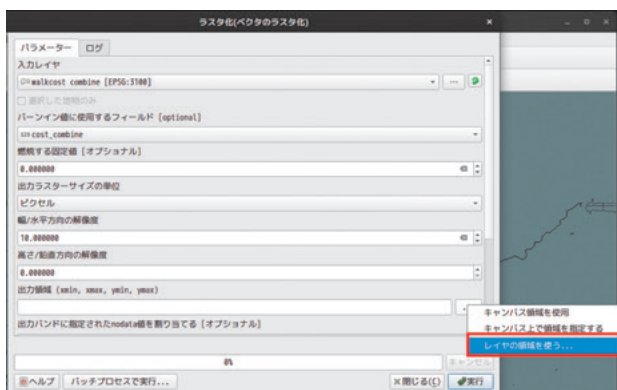 ラスタ化(ベクタのラスタ化)
パラメーター ログ
入力レイヤ
walkcost combine [EPSG:3100]
選択した地物のみ
バーンイン値に使用するフィールド [optional]
123 cost_combine
燃焼する固定値 [オプショナル]
0.000000
出力ラスターサイズの単位
ピクセル
幅/水平方向の解像度
10.000000
高さ/鉛直方向の解像度
0.000000
出力領域 (xmin, xmax, ymin, ymax)
...
キャンバス領域を使用
キャンバス上で領域を指定する
レイヤの領域を使う...
出力バンドに指定されたnodata値を割り当てる [オプショナル]
0%
キャンセル
ヘルプ バッチプロセスで実行... 閉じる(C) 実行